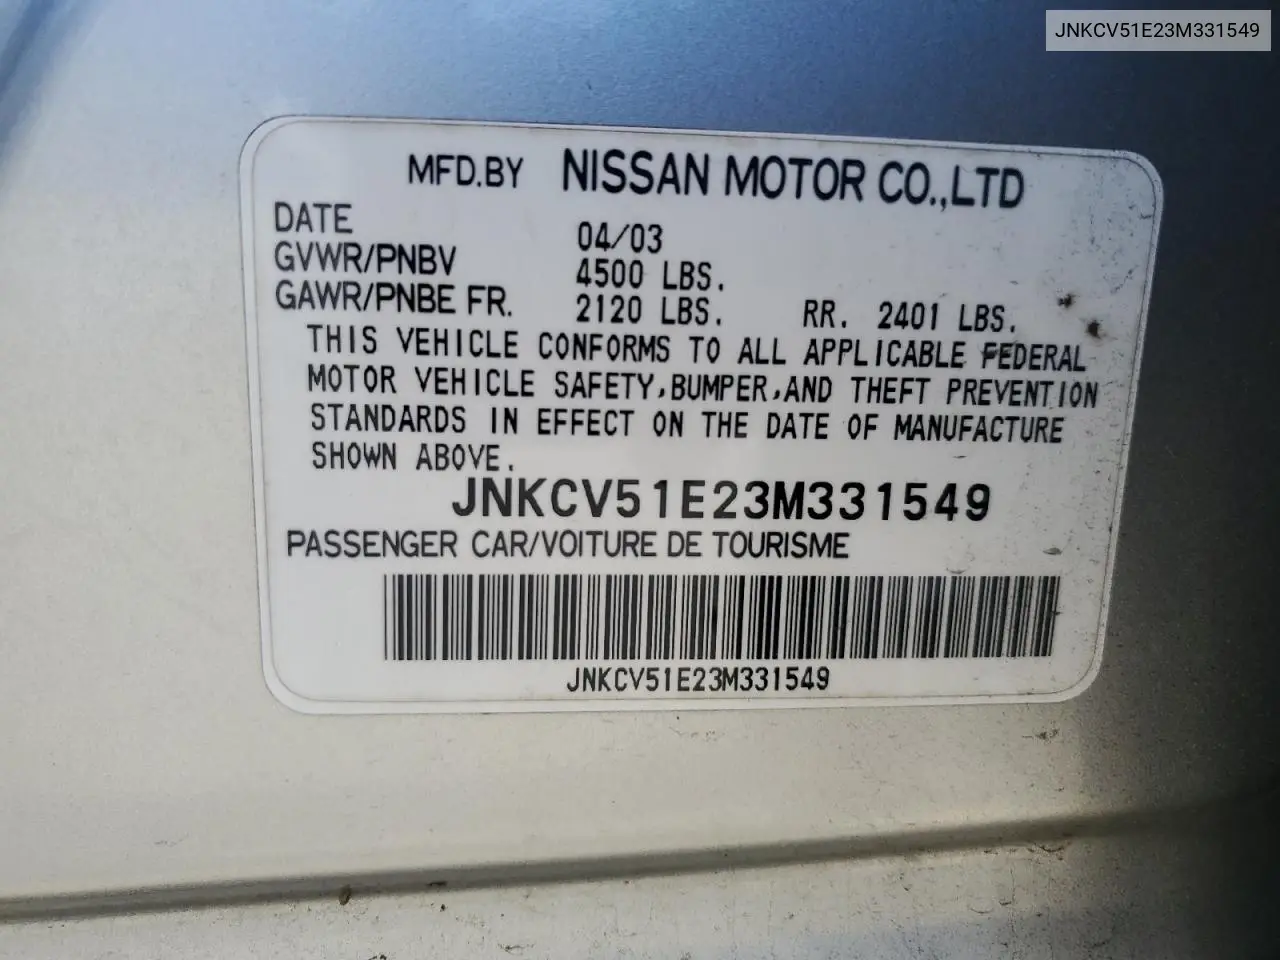 JNKCV51E23M331549
MFD.BY NISSAN MOTOR CO.,LTD
DATE 04/03
GVWR/PNBV 4500 LBS.
GAWR/PNBE FR. 2120 LBS. RR. 2401 LBS.
THIS VEHICLE CONFORMS TO ALL APPLICABLE FEDERAL
MOTOR VEHICLE SAFETY,BUMPER,AND THEFT PREVENTION
STANDARDS IN EFFECT ON THE DATE OF MANUFACTURE
SHOWN ABOVE.
JNKCV51E23M331549
PASSENGER CAR/VOITURE DE TOURISME
JNKCV51E23M331549